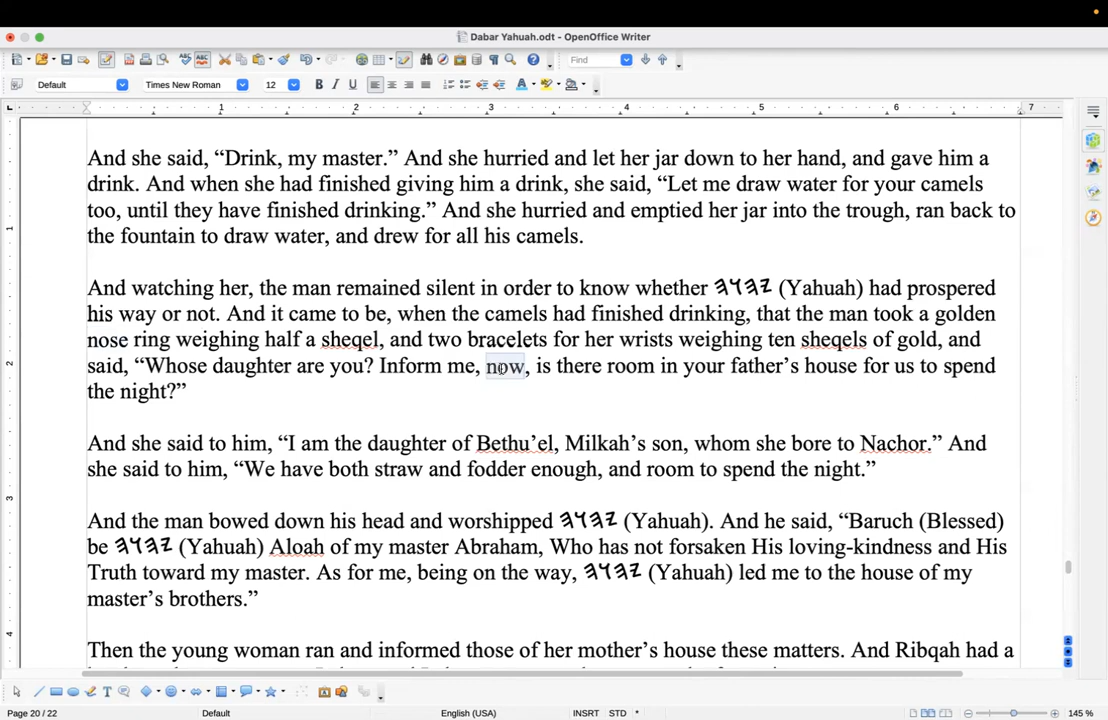 Dabar Yahuah.odt - OpenOffice Writer
Find
Default
Times New Roman
12
B I U
1 2 3 4 5 6 7
And she said, “Drink, my master.” And she hurried and let her jar down to her hand, and gave him a
drink. And when she had finished giving him a drink, she said, “Let me draw water for your camels
too, until they have finished drinking.” And she hurried and emptied her jar into the trough, ran back to
the fountain to draw water, and drew for all his camels.
And watching her, the man remained silent in order to know whether 𐤉𐤄𐤅𐤄 (Yahuah) had prospered
his way or not. And it came to be, when the camels had finished drinking, that the man took a golden
nose ring weighing half a sheqel, and two bracelets for her wrists weighing ten sheqels of gold, and
said, “Whose daughter are you? Inform me, now, is there room in your father’s house for us to spend
the night?”
And she said to him, “I am the daughter of Bethu’el, Milkah’s son, whom she bore to Nachor.” And
she said to him, “We have both straw and fodder enough, and room to spend the night.”
And the man bowed down his head and worshipped 𐤉𐤄𐤅𐤄 (Yahuah). And he said, “Baruch (Blessed)
be 𐤉𐤄𐤅𐤄 (Yahuah) Aloah of my master Abraham, Who has not forsaken His loving-kindness and His
Truth toward my master. As for me, being on the way, 𐤉𐤄𐤅𐤄 (Yahuah) led me to the house of my
master’s brothers.”
Then the young woman ran and informed those of her mother’s house these matters. And Ribqah had a
Page 20 / 22
Default
English (USA)
INSRT
STD
*
145 %